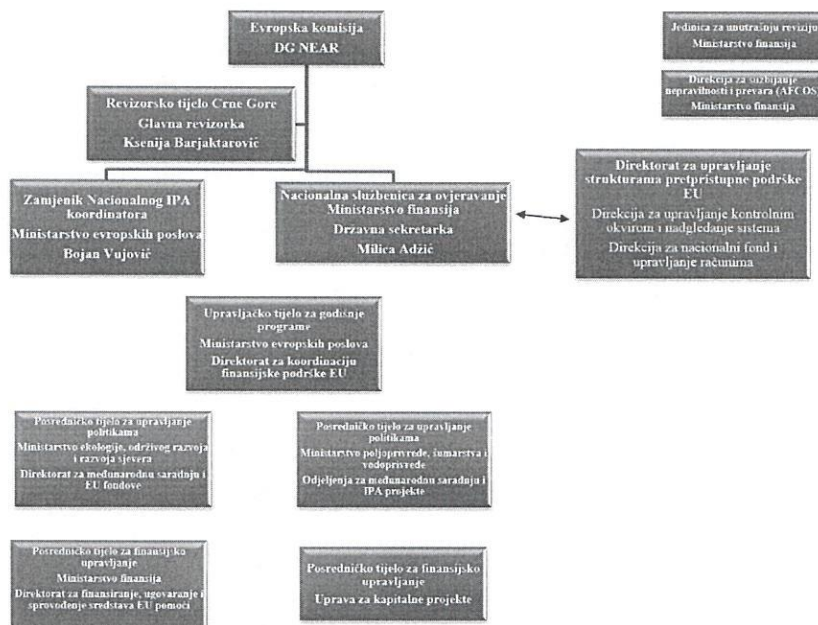 Evropska komisija
DG NEAR
Jedinica za unutrašnju reviziju
Ministarstvo finansija
Direkcija za suzbijanje
nepravilnosti i prevara (AFCOS)
Ministarstvo finansija
Revizorsko tijelo Crne Gore
Glavna revizorka
Ksenija Barjaktarović
Zamjenik Nacionalnog IPA
koordinatora
Ministarstvo evropskih poslova
Bojan Vujović
Nacionalna službenica za ovjeravanje
Ministarstvo finansija
Državna sekretarka
Milica Adžić
Direktorat za upravljanje
strukturama pretpristupne podrške
EU
Direkcija za upravljanje kontrolnim
okvirom i nadgledanje sistema
Direkcija za nacionalni fond i
upravljanje računima
Upravljačko tijelo za godišnje
programe
Ministarstvo evropskih poslova
Direktorat za koordinaciju
finansijske podrške EU
Posredničko tijelo za upravljanje
politikama
Ministarstvo ekologije, održivog razvoja
i razvoja sjevera
Direktorat za međunarodnu saradnju i
EU fondove
Posredničko tijelo za upravljanje
politikama
Ministarstvo poljoprivrede, šumarstva i
vodoprivrede
Odjeljenja za međunarodnu saradnju i
IPA projekte
Posredničko tijelo za finansijsko
upravljanje
Ministarstvo finansija
Direktorat za finansiranje, ugovaranje i
sprovođenje sredstava EU pomoći
Posredničko tijelo za finansijsko
upravljanje
Uprava za kapitalne projekte